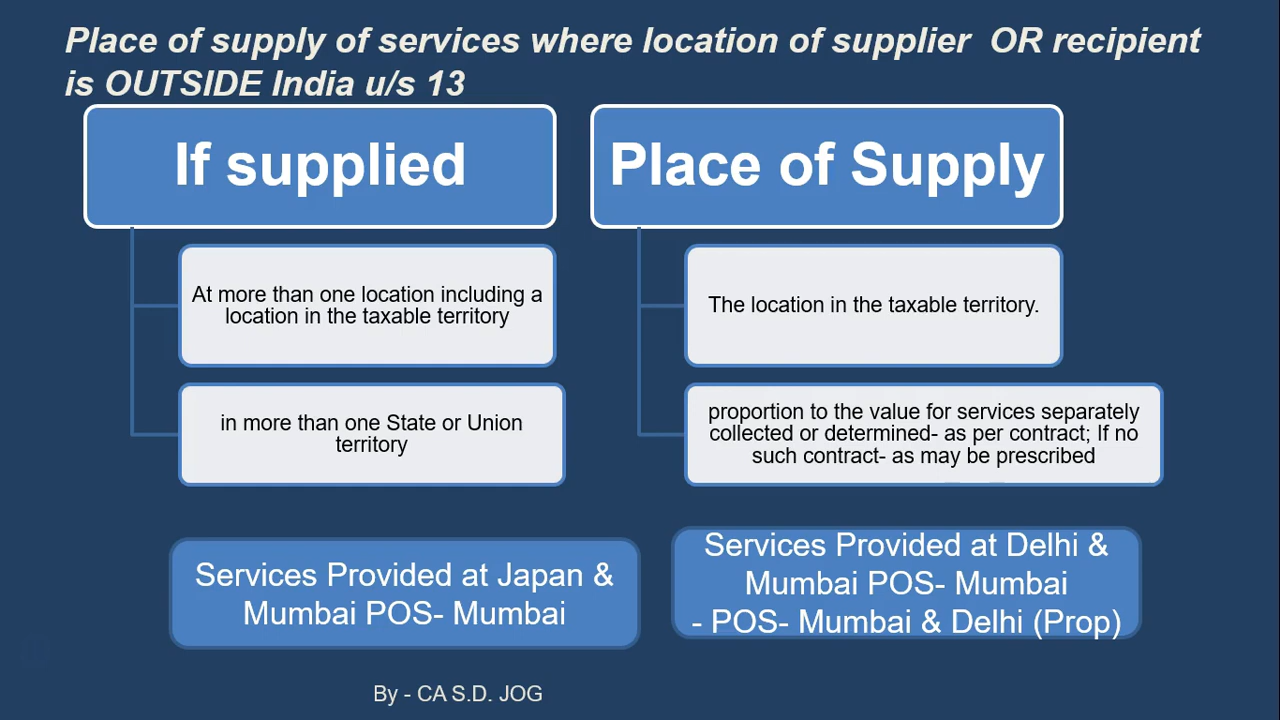 Place of supply of services where location of supplier OR recipient
is OUTSIDE India u/s 13
If supplied
Place of Supply
At more than one location including a
location in the taxable territory
The location in the taxable territory.
in more than one State or Union
territory
proportion to the value for services separately
collected or determined- as per contract; If no
such contract- as may be prescribed
Services Provided at Japan &
Mumbai POS- Mumbai
Services Provided at Delhi &
Mumbai POS- Mumbai
- POS- Mumbai & Delhi (Prop)
By - CA S.D. JOG